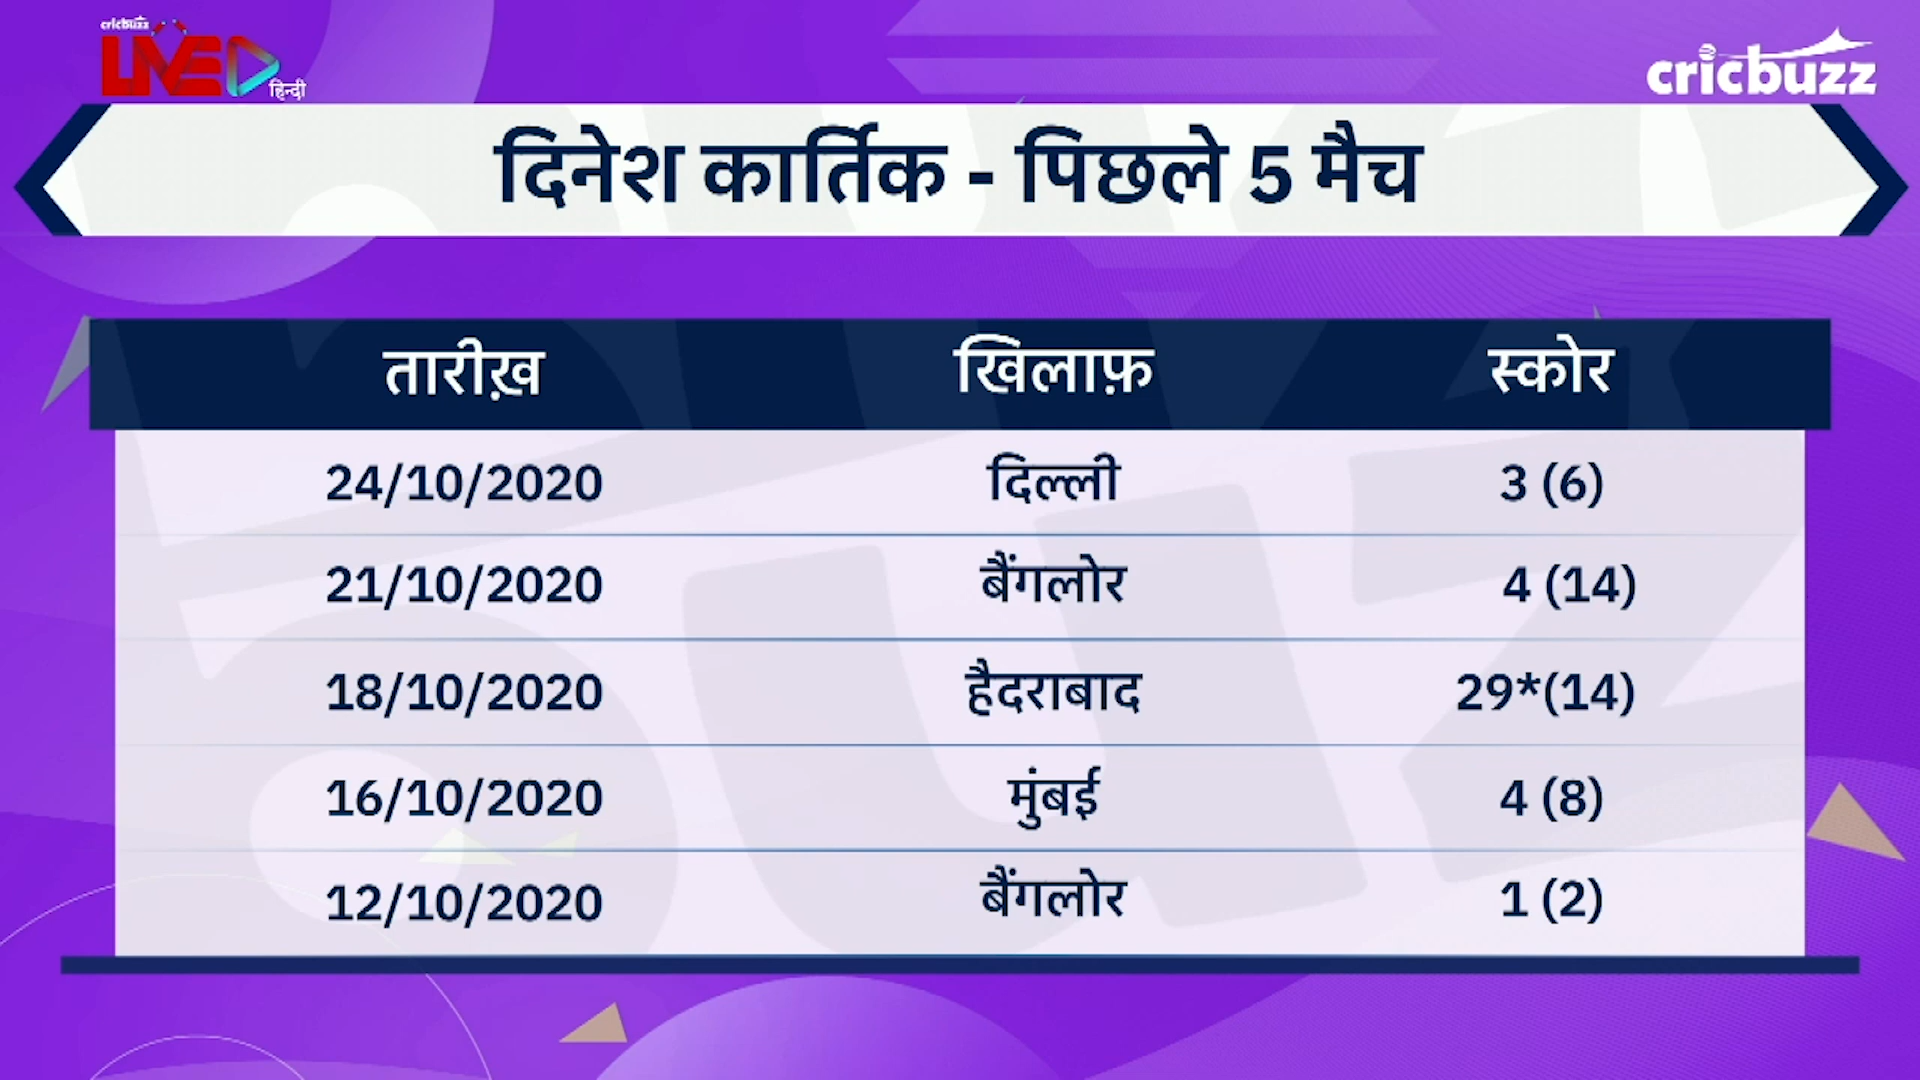 cricbuzz
LIVE हिन्दी
cricbuzz
दिनेश कार्तिक - पिछले 5 मैच
तारीख़ खिलाफ़ स्कोर
24/10/2020 दिल्ली 3 (6)
21/10/2020 बैंगलोर 4 (14)
18/10/2020 हैदराबाद 29*(14)
16/10/2020 मुंबई 4 (8)
12/10/2020 बैंगलोर 1 (2)